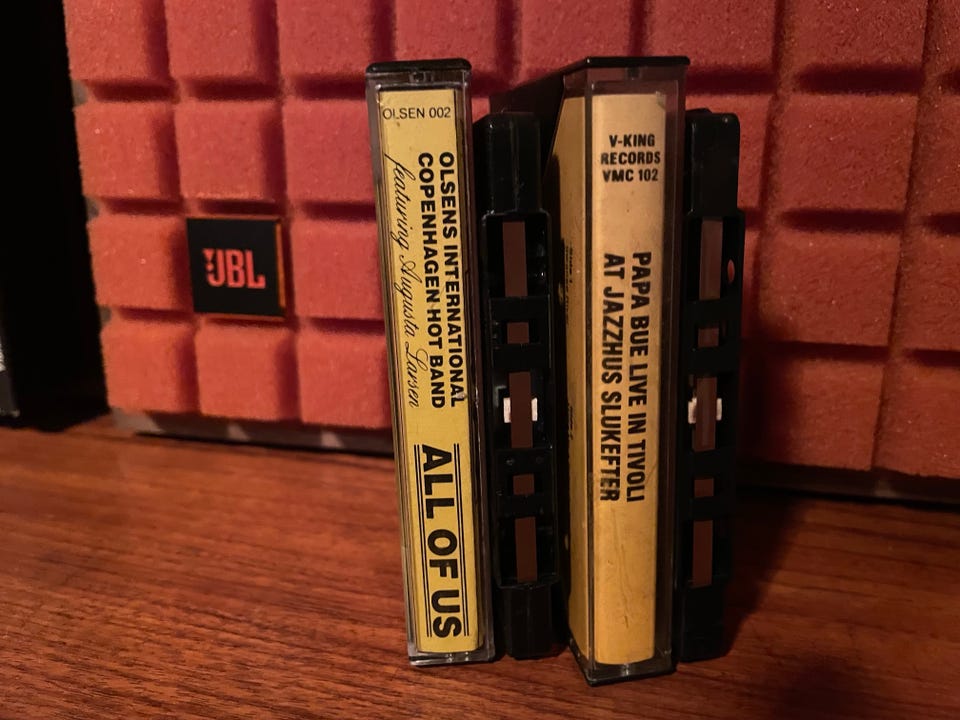 JBL
OLSEN 002
OLSENS INTERNATIONAL
COPENHAGEN HOT BAND
featuring Augusta Larsen
ALL OF US
V-KING
RECORDS
VMC 102
PAPA BUE LIVE IN TIVOLI
AT JAZZHUS SLUKEFTER